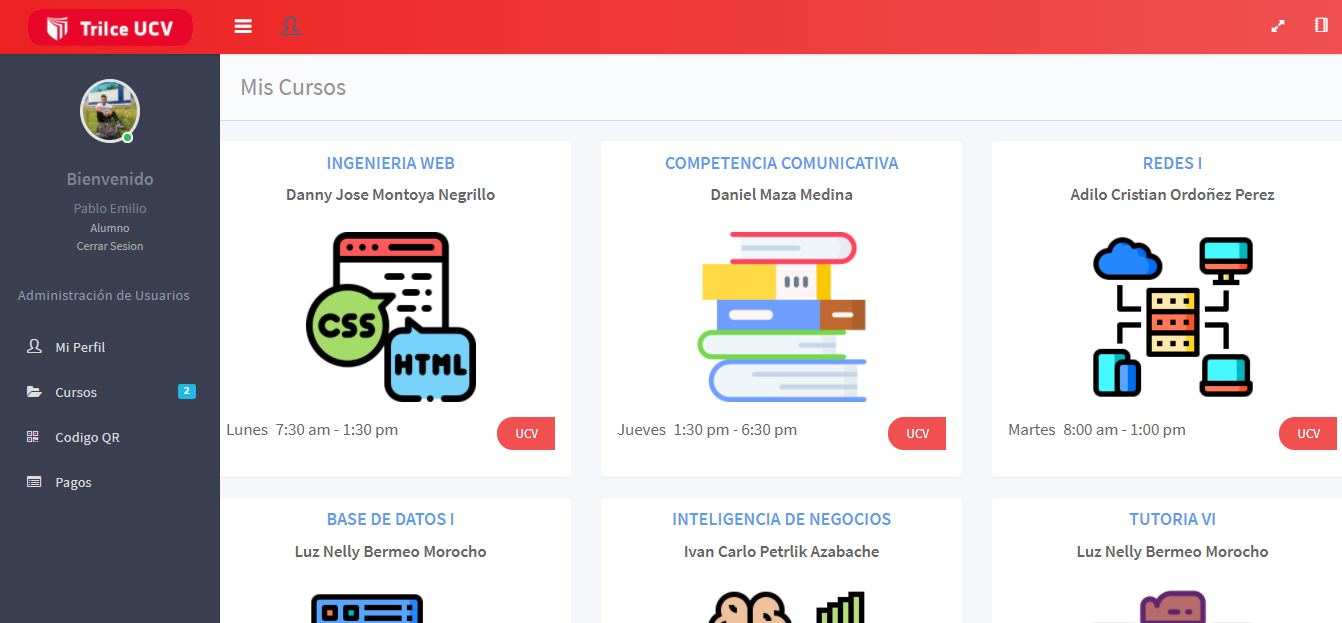 Trilce UCV
Mis Cursos
Bienvenido
Pablo Emilio
Alumno
Cerrar Sesion
Administración de Usuarios
Mi Perfil
Cursos 2
Codigo QR
Pagos
INGENIERIA WEB
Danny Jose Montoya Negrillo
CSS
HTML
Lunes 7:30 am - 1:30 pm
UCV
COMPETENCIA COMUNICATIVA
Daniel Maza Medina
Jueves 1:30 pm - 6:30 pm
UCV
REDES I
Adilo Cristian Ordoñez Perez
Martes 8:00 am - 1:00 pm
UCV
BASE DE DATOS I
Luz Nelly Bermeo Morocho
INTELIGENCIA DE NEGOCIOS
Ivan Carlo Petrlik Azabache
TUTORIA VI
Luz Nelly Bermeo Morocho